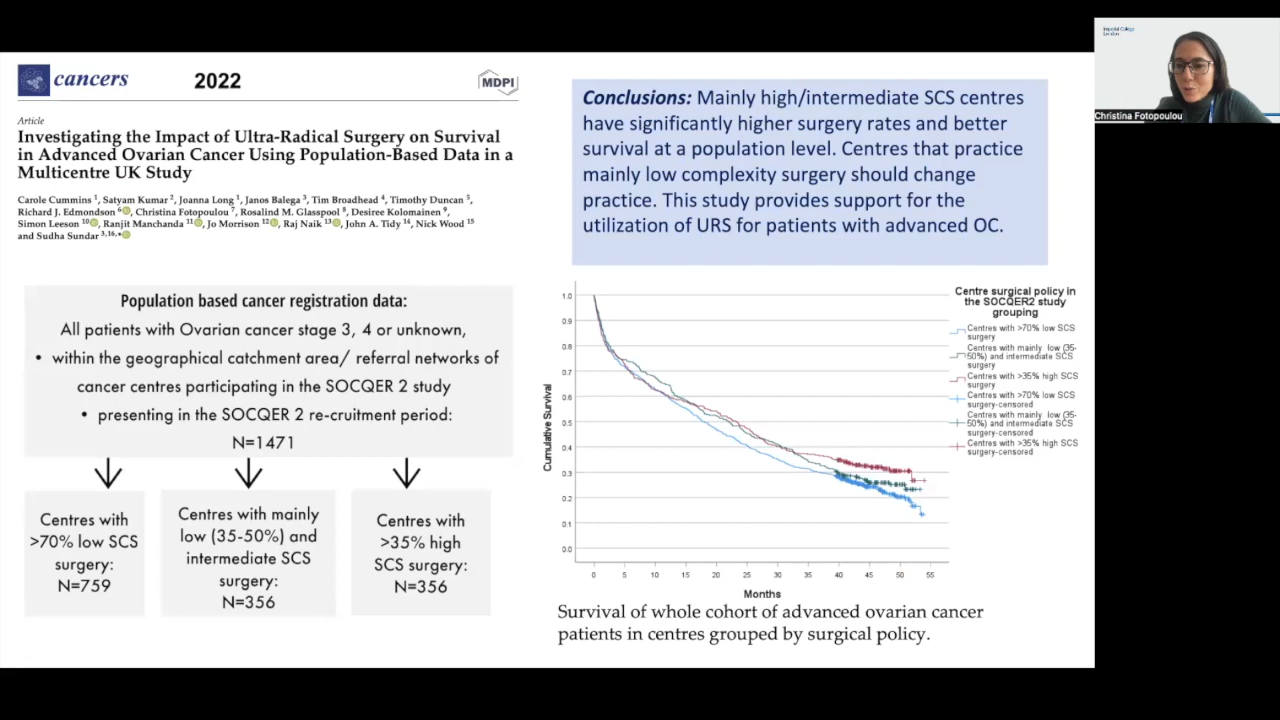 cancers
2022
MDPI
Article
Investigating the Impact of Ultra-Radical Surgery on Survival
in Advanced Ovarian Cancer Using Population-Based Data in a
Multicentre UK Study
Carole Cummins 1, Satyam Kumar 2, Joanna Long 1, Janos Balega 3, Tim Broadhead 4, Timothy Duncan 5,
Richard J. Edmondson 6, Christina Fotopoulou 7, Rosalind M. Glasspool 8, Desiree Kolomainen 9,
Simon Leeson 10, Ranjit Manchanda 11, Jo Morrison 12, Raj Naik 13, John A. Tidy 14, Nick Wood 15
and Sudha Sundar 3,16,*
Population based cancer registration data:
All patients with Ovarian cancer stage 3, 4 or unknown,
• within the geographical catchment area/ referral networks of
cancer centres participating in the SOCQER 2 study
• presenting in the SOCQER 2 re-cruitment period:
N=1471
Centres with
>70% low SCS
surgery:
N=759
Centres with mainly
low (35-50%) and
intermediate SCS
surgery:
N=356
Centres with
>35% high
SCS surgery:
N=356
Conclusions: Mainly high/intermediate SCS centres
have significantly higher surgery rates and better
survival at a population level. Centres that practice
mainly low complexity surgery should change
practice. This study provides support for the
utilization of URS for patients with advanced OC.
Cumulative Survival
1.0
0.9
0.8
0.7
0.6
0.5
0.4
0.3
0.2
0.1
0.0
0 5 10 15 20 25 30 35 40 45 50 55
Months
Centre surgical policy in
the SOCQER2 study
grouping
Centres with >70% low SCS
surgery
Centres with mainly low (35-
50%) and intermediate SCS
surgery
Centres with >35% high SCS
surgery
Centres with >70% low SCS
surgery-censored
Centres with mainly low (35-
50%) and intermediate SCS
surgery-censored
Centres with >35% high SCS
surgery-censored
Survival of whole cohort of advanced ovarian cancer
patients in centres grouped by surgical policy.
Imperial College
London
Christina Fotopoulou